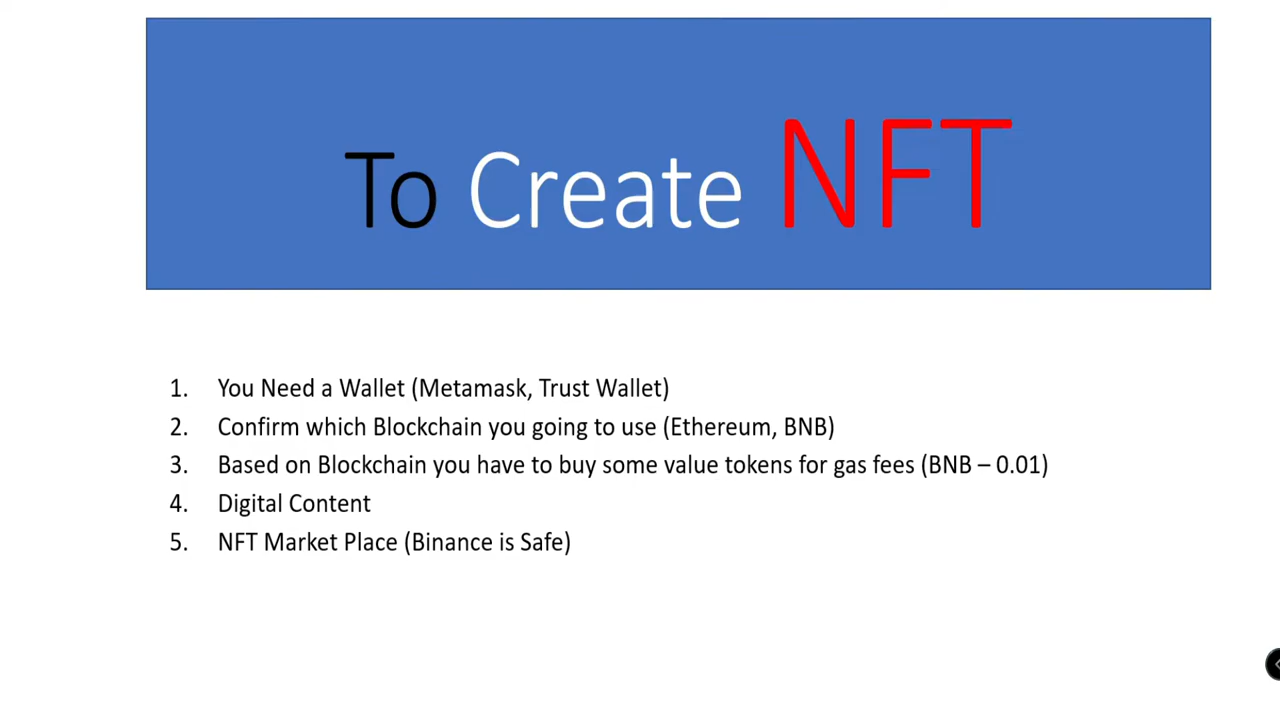 To Create NFT
1. You Need a Wallet (Metamask, Trust Wallet)
2. Confirm which Blockchain you going to use (Ethereum, BNB)
3. Based on Blockchain you have to buy some value tokens for gas fees (BNB – 0.01)
4. Digital Content
5. NFT Market Place (Binance is Safe)